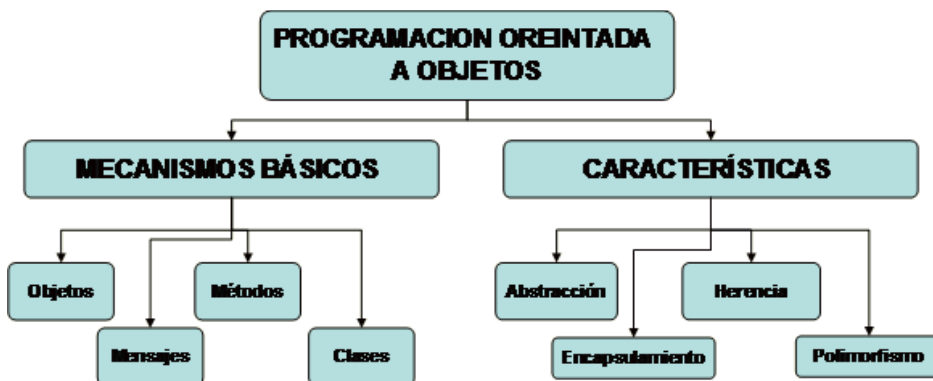 PROGRAMACION OREINTADA
A OBJETOS
MECANISMOS BÁSICOS
CARACTERÍSTICAS
Objetos
Métodos
Abstracción
Herencia
Mensajes
Clases
Encapsulamiento
Polimorfismo